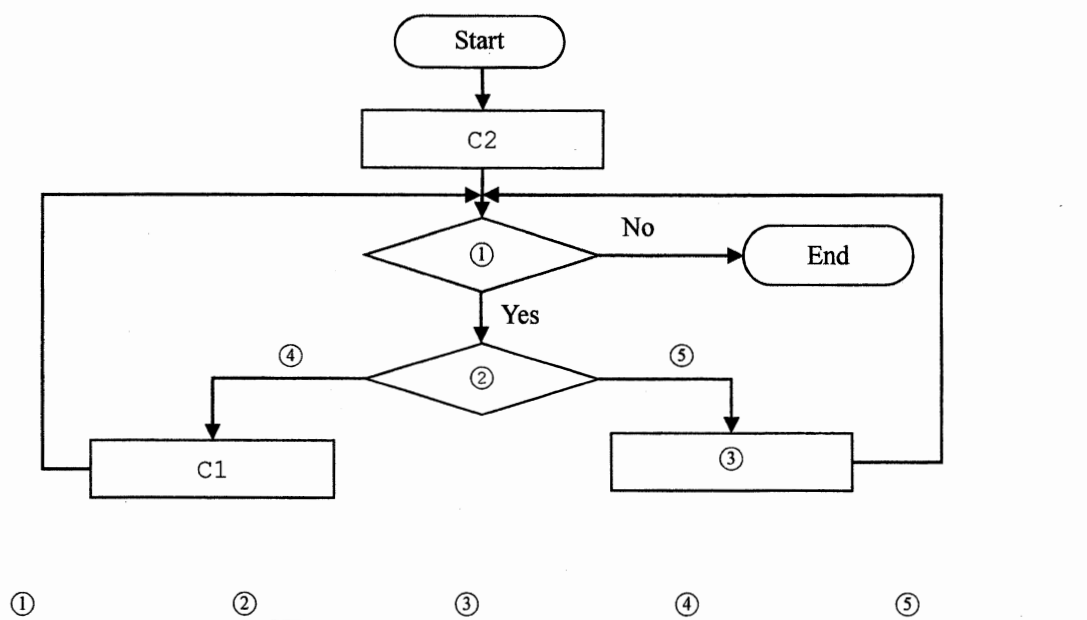 Start
C2
①
No
End
Yes
②
④
⑤
C1
③
① ② ③ ④ ⑤